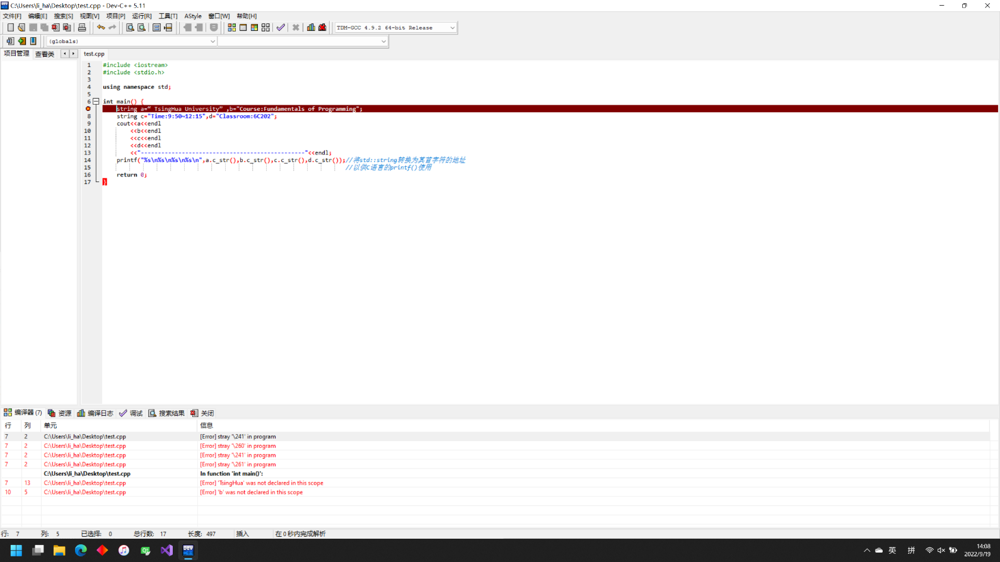 C:\Users\li_ha\Desktop\test.cpp - Dev-C++ 5.11
文件[F] 编辑[E] 搜索[S] 视图[V] 项目[P] 运行[R] 工具[T] AStyle 窗口[W] 帮助[H]
TDM-GCC 4.9.2 64-bit Release
(globals)
项目管理 查看类 test.cpp
1 #include <iostream>
2 #include <stdio.h>
3
4 using namespace std;
5
6 int main() {
string a=“ TsingHua University” ,b="Course:Fundamentals of Programming";
8 string c="Time:9:50~12:15",d="Classroom:6C202";
9 cout<<a<<endl
10 <<b<<endl
11 <<c<<endl
12 <<d<<endl
13 <<"------------------------------------------------"<<endl;
14 printf("%s\n%s\n%s\n%s\n",a.c_str(),b.c_str(),c.c_str(),d.c_str());//将std::string转换为其首字符的地址
15 //以供C语言的printf()使用
16 return 0;
17 }
编译器 (7) 资源 编译日志 调试 搜索结果 关闭
行 列 单元 信息
7 2 C:\Users\li_ha\Desktop\test.cpp [Error] stray '\241' in program
7 2 C:\Users\li_ha\Desktop\test.cpp [Error] stray '\260' in program
7 2 C:\Users\li_ha\Desktop\test.cpp [Error] stray '\241' in program
7 2 C:\Users\li_ha\Desktop\test.cpp [Error] stray '\261' in program
C:\Users\li_ha\Desktop\test.cpp In function 'int main()':
7 13 C:\Users\li_ha\Desktop\test.cpp [Error] 'TsingHua' was not declared in this scope
10 5 C:\Users\li_ha\Desktop\test.cpp [Error] 'b' was not declared in this scope
行: 7 列: 5 已选择: 0 总行数: 17 长度: 497 插入 在 0 秒内完成解析
DEV
英 拼 14:08
2022/9/19